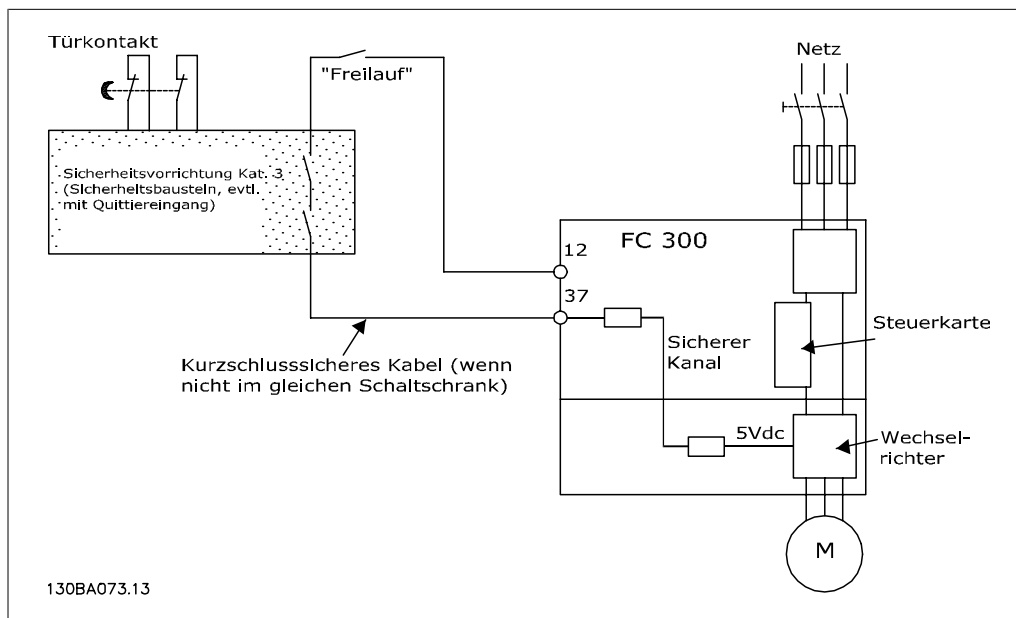 Türkontakt
Netz
"Freilauf"
Sicherheitsvorrichtung Kat. 3
(Sicherheitsbaustein, evtl.
mit Quittiereingang)
12
FC 300
37
Steuerkarte
Sicherer
Kanal
Kurzschlusssicheres Kabel (wenn
nicht im gleichen Schaltschrank)
5Vdc
Wechsel-
richter
M
130BA073.13